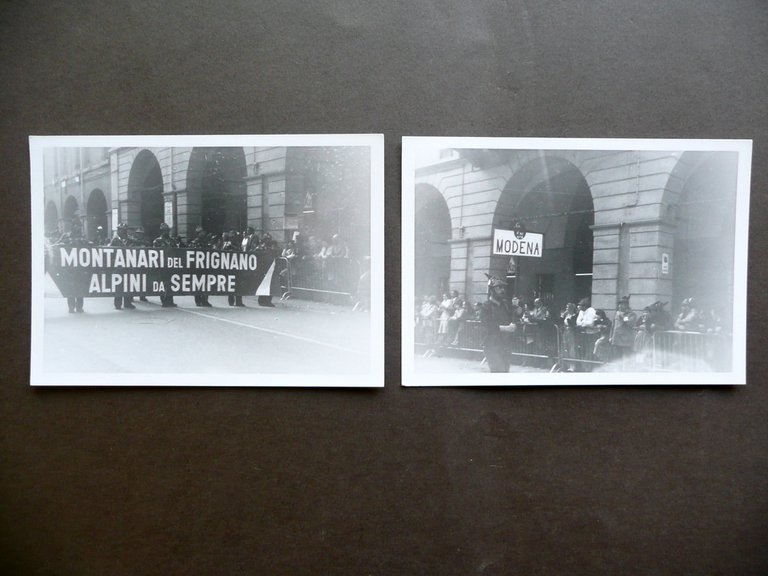 MONTANARI DEL FRIGNANO
ALPINI DA SEMPRE
MODENA